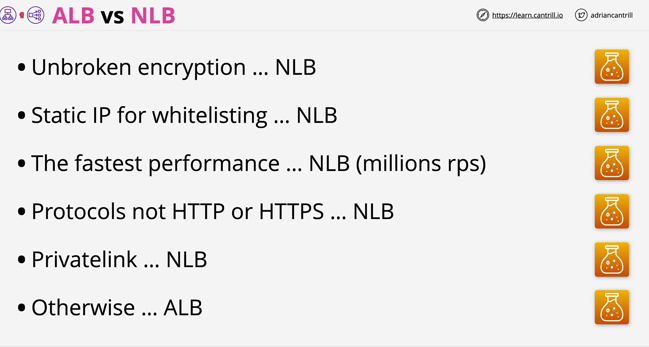 ALB vs NLB
https://learn.cantrill.io
adriancantrill
• Unbroken encryption ... NLB
• Static IP for whitelisting ... NLB
• The fastest performance ... NLB (millions rps)
• Protocols not HTTP or HTTPS ... NLB
• Privatelink ... NLB
• Otherwise ... ALB